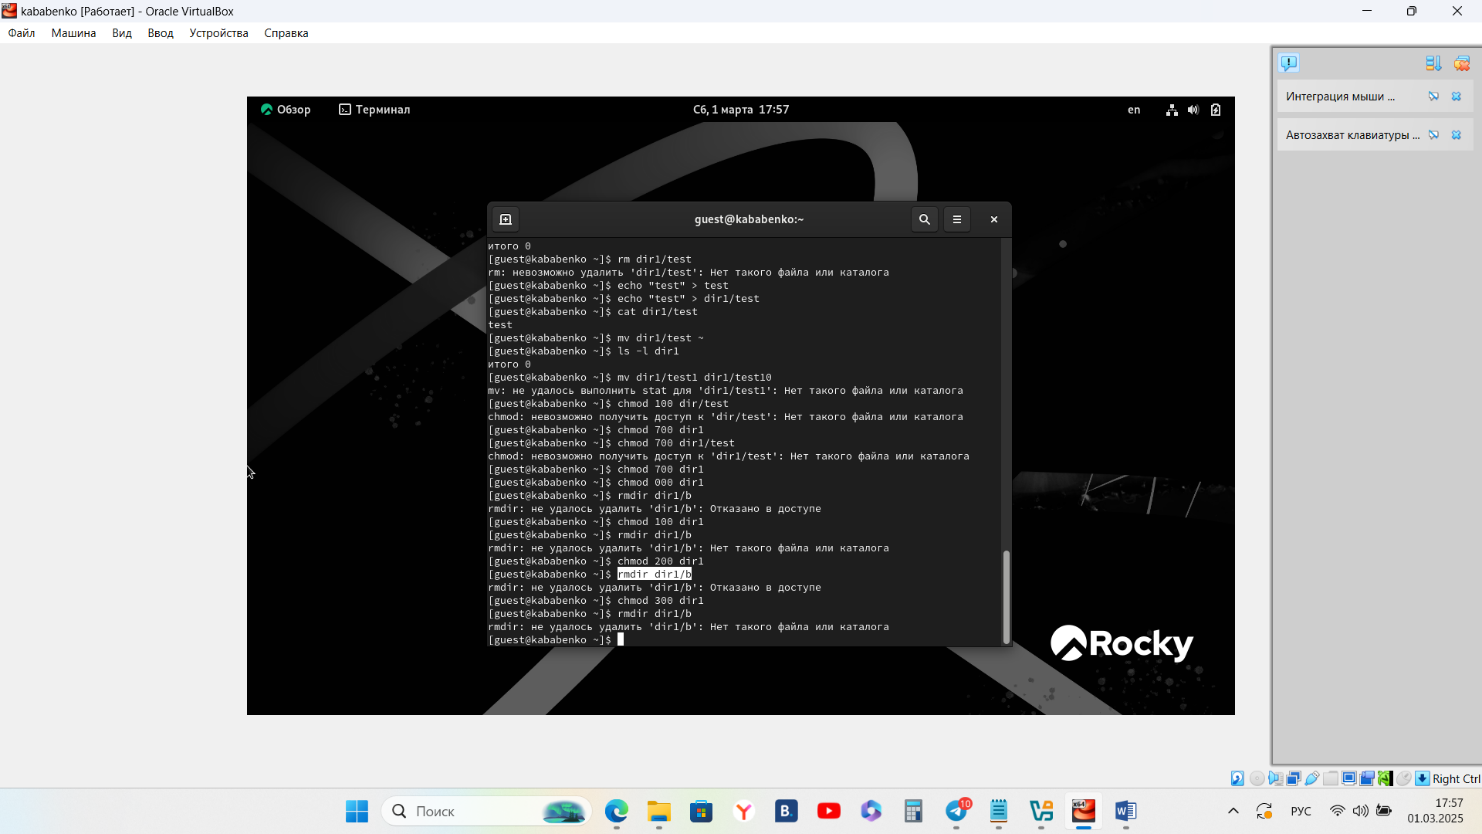 kababenko [Работает] - Oracle VirtualBox
Файл Машина Вид Ввод Устройства Справка
Интеграция мыши ...
Автозахват клавиатуры ...
Обзор Терминал Сб, 1 марта 17:57 en
guest@kababenko:~
итого 0
[guest@kababenko ~]$ rm dir1/test
rm: невозможно удалить 'dir1/test': Нет такого файла или каталога
[guest@kababenko ~]$ echo "test" > test
[guest@kababenko ~]$ echo "test" > dir1/test
[guest@kababenko ~]$ cat dir1/test
test
[guest@kababenko ~]$ mv dir1/test ~
[guest@kababenko ~]$ ls -l dir1
итого 0
[guest@kababenko ~]$ mv dir1/test1 dir1/test10
mv: не удалось выполнить stat для 'dir1/test1': Нет такого файла или каталога
[guest@kababenko ~]$ chmod 100 dir/test
chmod: невозможно получить доступ к 'dir/test': Нет такого файла или каталога
[guest@kababenko ~]$ chmod 700 dir1
[guest@kababenko ~]$ chmod 700 dir1/test
chmod: невозможно получить доступ к 'dir1/test': Нет такого файла или каталога
[guest@kababenko ~]$ chmod 700 dir1
[guest@kababenko ~]$ chmod 000 dir1
[guest@kababenko ~]$ rmdir dir1/b
rmdir: не удалось удалить 'dir1/b': Отказано в доступе
[guest@kababenko ~]$ chmod 100 dir1
[guest@kababenko ~]$ rmdir dir1/b
rmdir: не удалось удалить 'dir1/b': Нет такого файла или каталога
[guest@kababenko ~]$ chmod 200 dir1
[guest@kababenko ~]$ rmdir dir1/b
rmdir: не удалось удалить 'dir1/b': Отказано в доступе
[guest@kababenko ~]$ chmod 300 dir1
[guest@kababenko ~]$ rmdir dir1/b
rmdir: не удалось удалить 'dir1/b': Нет такого файла или каталога
[guest@kababenko ~]$
Rocky
Right Ctrl
Поиск
B.
10
x64
РУС
17:57
01.03.2025